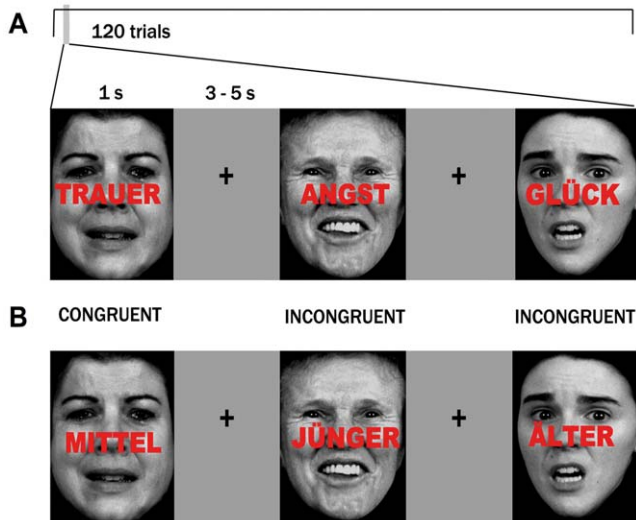 A
120 trials
1 s 3 - 5 s
TRAUER + ANGST + GLÜCK
B CONGRUENT INCONGRUENT INCONGRUENT
MITTEL + JÜNGER + ÄLTER